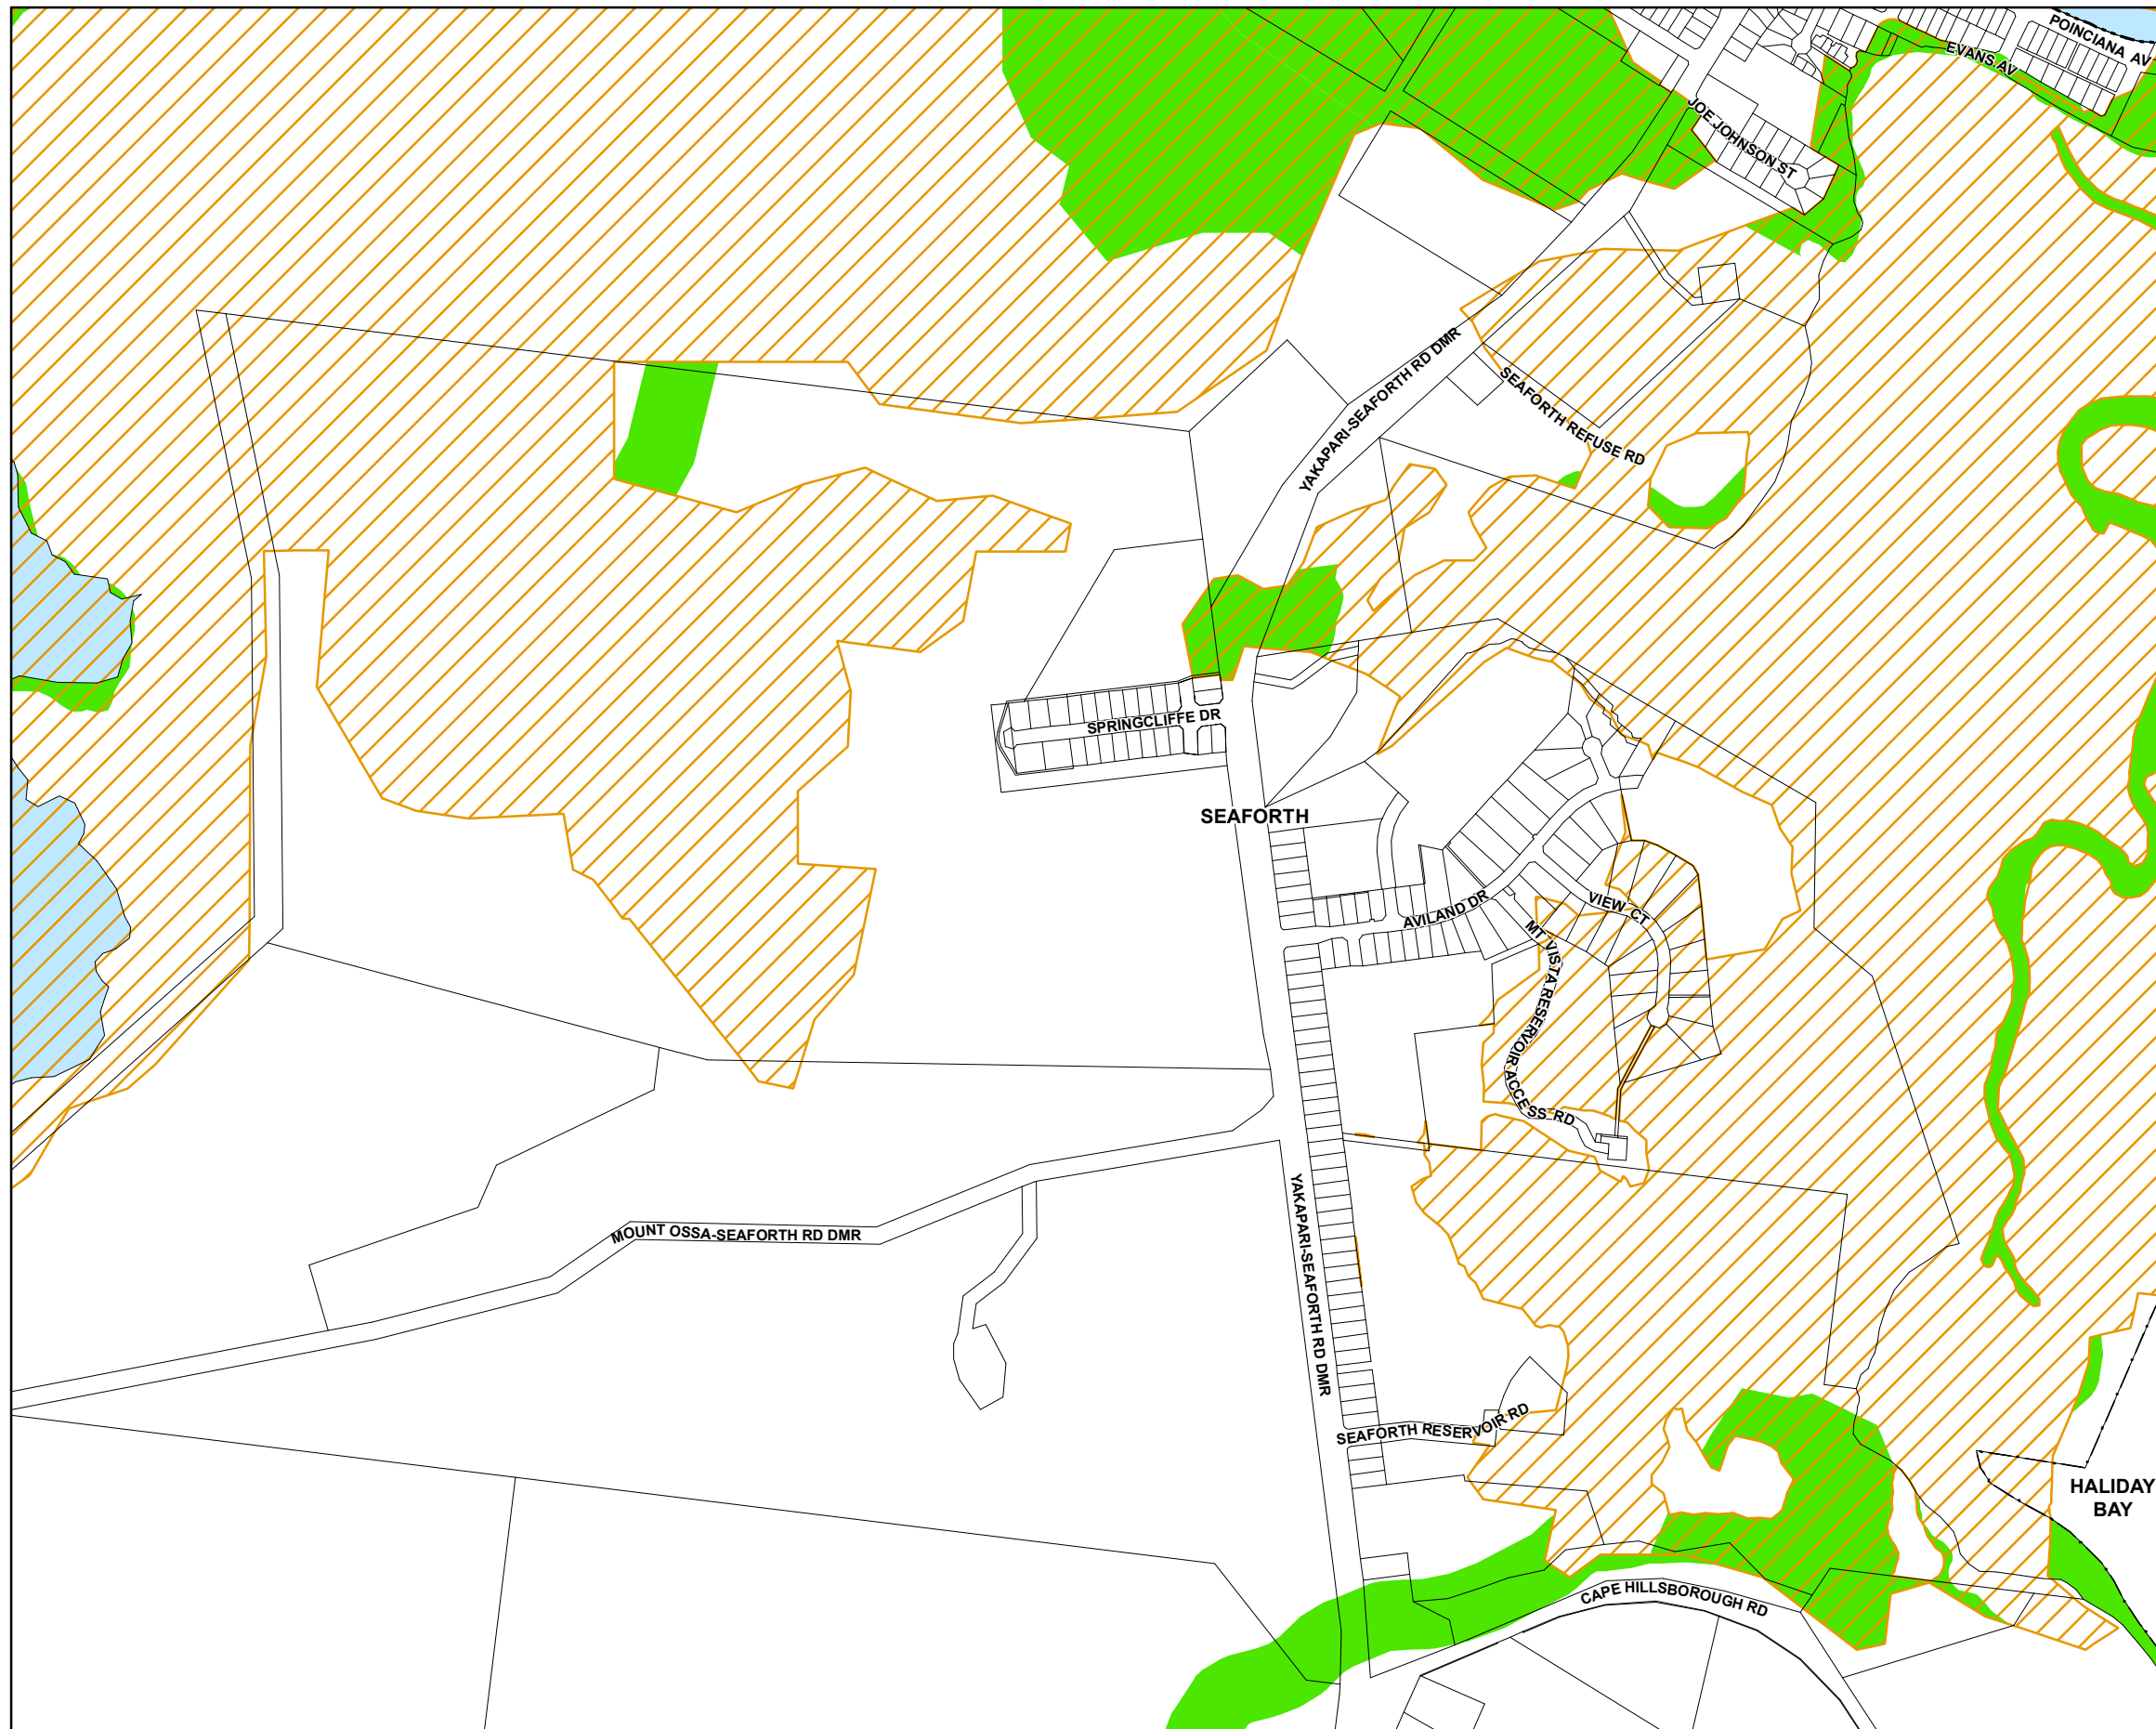 POINCIANA AV
EVANS AV
JOE JOHNSON ST
YAKAPARI-SEAFORTH RD DMR
SEAFORTH REFUSE RD
SPRINGCLIFFE DR
SEAFORTH
AVILAND DR
VIEW CT
MT VISTA RESERVOIR ACCESS RD
YAKAPARI-SEAFORTH RD DMR
MOUNT OSSA-SEAFORTH RD DMR
SEAFORTH RESERVOIR RD
HALIDAY
BAY
CAPE HILLSBOROUGH RD